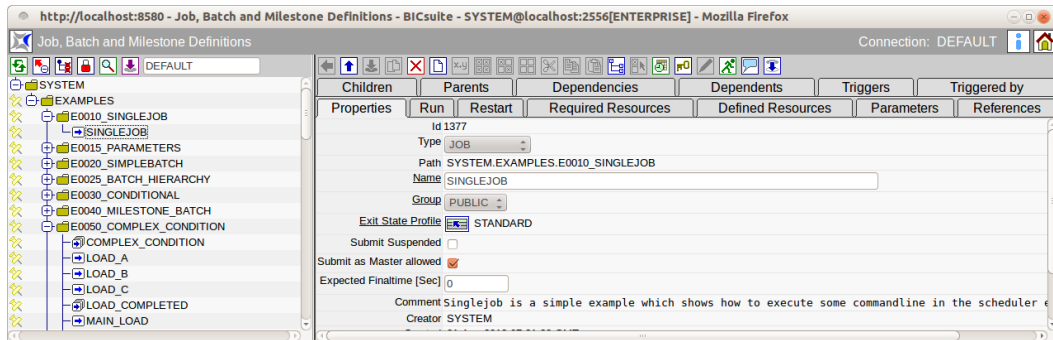 http://localhost:8580 - Job, Batch and Milestone Definitions - BICsuite - SYSTEM@localhost:2556[ENTERPRISE] - Mozilla Firefox
Job, Batch and Milestone Definitions
Connection: DEFAULT
DEFAULT
SYSTEM
EXAMPLES
E0010_SINGLEJOB
SINGLEJOB
E0015_PARAMETERS
E0020_SIMPLEBATCH
E0025_BATCH_HIERARCHY
E0030_CONDITIONAL
E0040_MILESTONE_BATCH
E0050_COMPLEX_CONDITION
COMPLEX_CONDITION
LOAD_A
LOAD_B
LOAD_C
LOAD_COMPLETED
MAIN_LOAD
Children Parents Dependencies Dependents Triggers Triggered by
Properties Run Restart Required Resources Defined Resources Parameters References
Id 1377
Type JOB
Path SYSTEM.EXAMPLES.E0010_SINGLEJOB
Name SINGLEJOB
Group PUBLIC
Exit State Profile STANDARD
Submit Suspended
Submit as Master allowed
Expected Finaltime [Sec] 0
Comment Singlejob is a simple example which shows how to execute some commandline in the scheduler
Creator SYSTEM